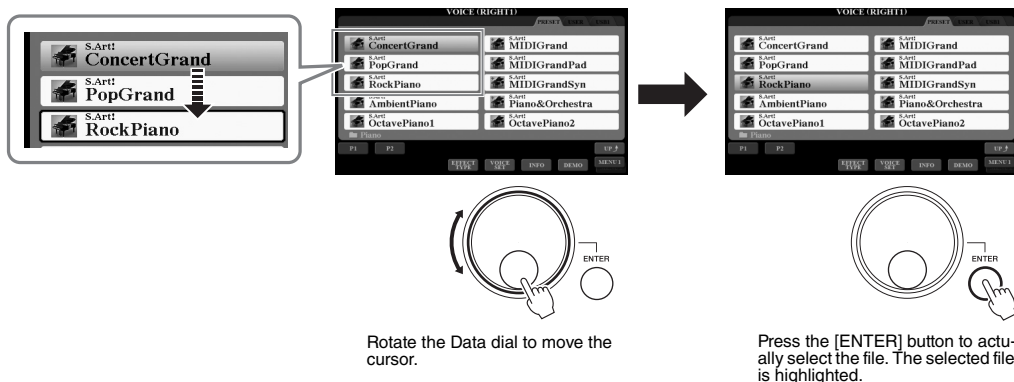 S.Art!
ConcertGrand
S.Art!
PopGrand
S.Art!
RockPiano
VOICE (RIGHT1)
PRESET USER USB1
S.Art!
ConcertGrand
S.Art!
MIDIGrand
S.Art!
PopGrand
S.Art!
MIDIGrandPad
S.Art!
RockPiano
S.Art!
MIDIGrandSyn
S.Art!
AmbientPiano
S.Art!
Piano&Orchestra
S.Art!
OctavePiano1
S.Art!
OctavePiano2
Piano
P1 P2 UP
EFFECT TYPE VOICE SET INFO DEMO MENU 1
ENTER
Rotate the Data dial to move the
cursor.
VOICE (RIGHT1)
PRESET USER USB1
S.Art!
ConcertGrand
S.Art!
MIDIGrand
S.Art!
PopGrand
S.Art!
MIDIGrandPad
S.Art!
RockPiano
S.Art!
MIDIGrandSyn
S.Art!
AmbientPiano
S.Art!
Piano&Orchestra
S.Art!
OctavePiano1
S.Art!
OctavePiano2
Piano
P1 P2 UP
EFFECT TYPE VOICE SET INFO DEMO MENU 1
ENTER
Press the [ENTER] button to actu-
ally select the file. The selected file
is highlighted.